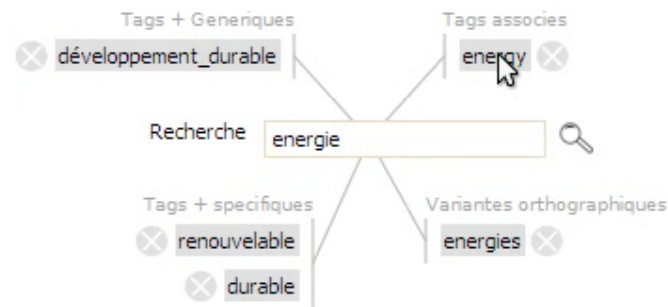 Tags + Generiques
développement_durable
Tags associes
energy
Recherche
energie
Tags + specifiques
renouvelable
durable
Variantes orthographiques
energies